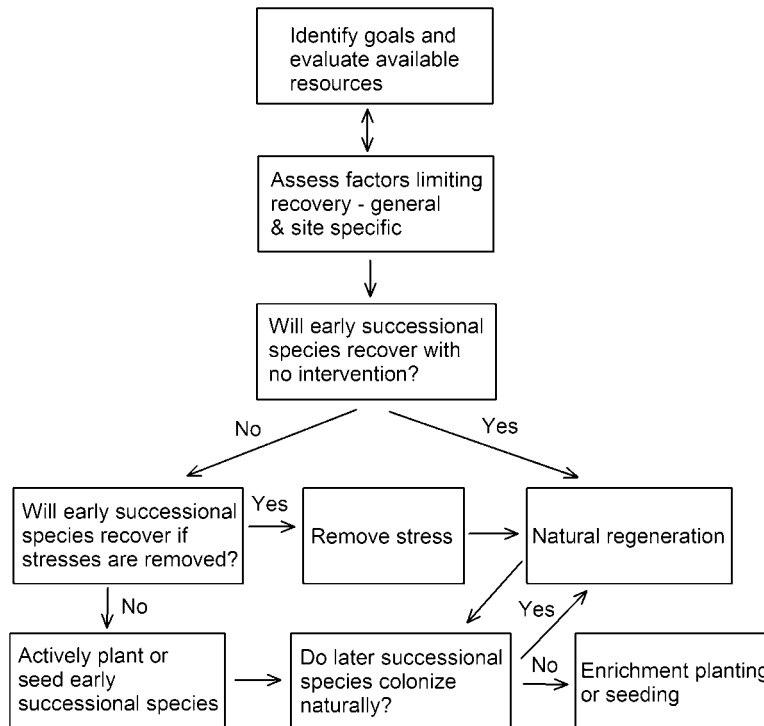 Identify goals and
evaluate available
resources
Assess factors limiting
recovery - general
& site specific
Will early successional
species recover with
no intervention?
No
Yes
Will early successional
species recover if
stresses are removed?
Yes
Remove stress
Natural regeneration
No
Yes
Actively plant or
seed early
successional species
Do later successional
species colonize
naturally?
No
Enrichment planting
or seeding